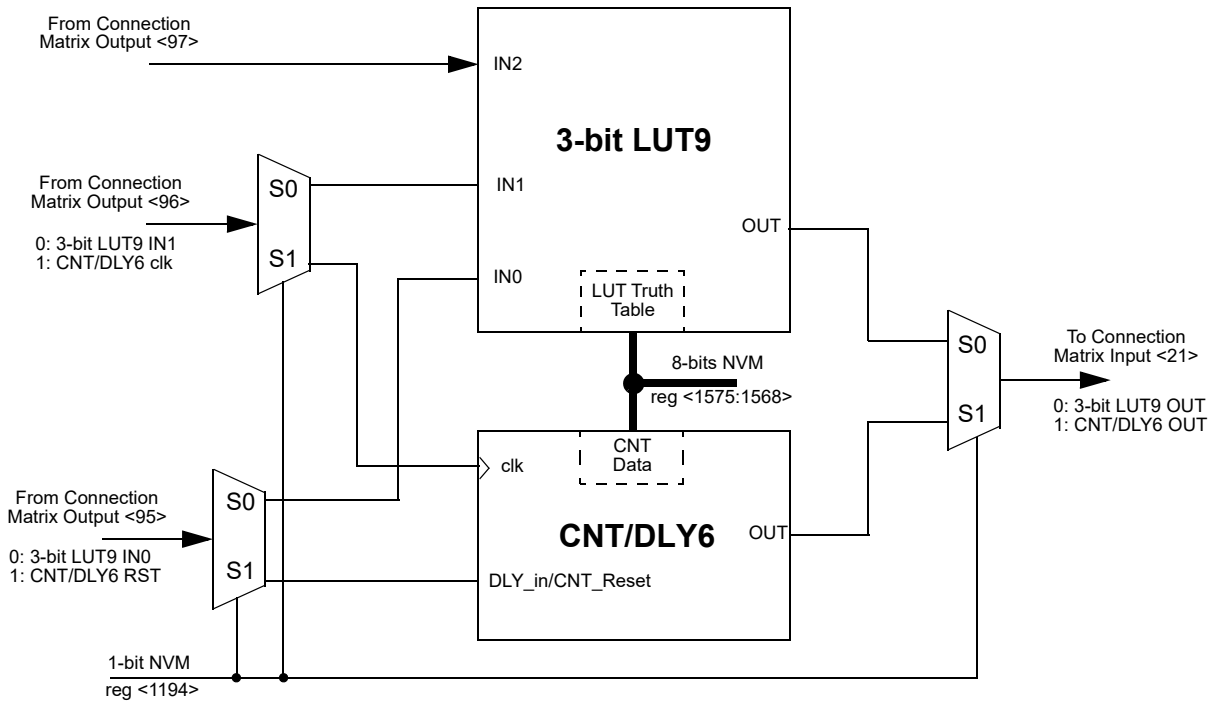 From Connection
Matrix Output <97>
IN2
3-bit LUT9
From Connection
Matrix Output <96>
0: 3-bit LUT9 IN1
1: CNT/DLY6 clk
S0
S1
IN1
IN0
OUT
LUT Truth
Table
8-bits NVM
reg <1575:1568>
S0
S1
To Connection
Matrix Input <21>
0: 3-bit LUT9 OUT
1: CNT/DLY6 OUT
CNT
Data
clk
CNT/DLY6
OUT
DLY_in/CNT_Reset
From Connection
Matrix Output <95>
0: 3-bit LUT9 IN0
1: CNT/DLY6 RST
S0
S1
1-bit NVM
reg <1194>